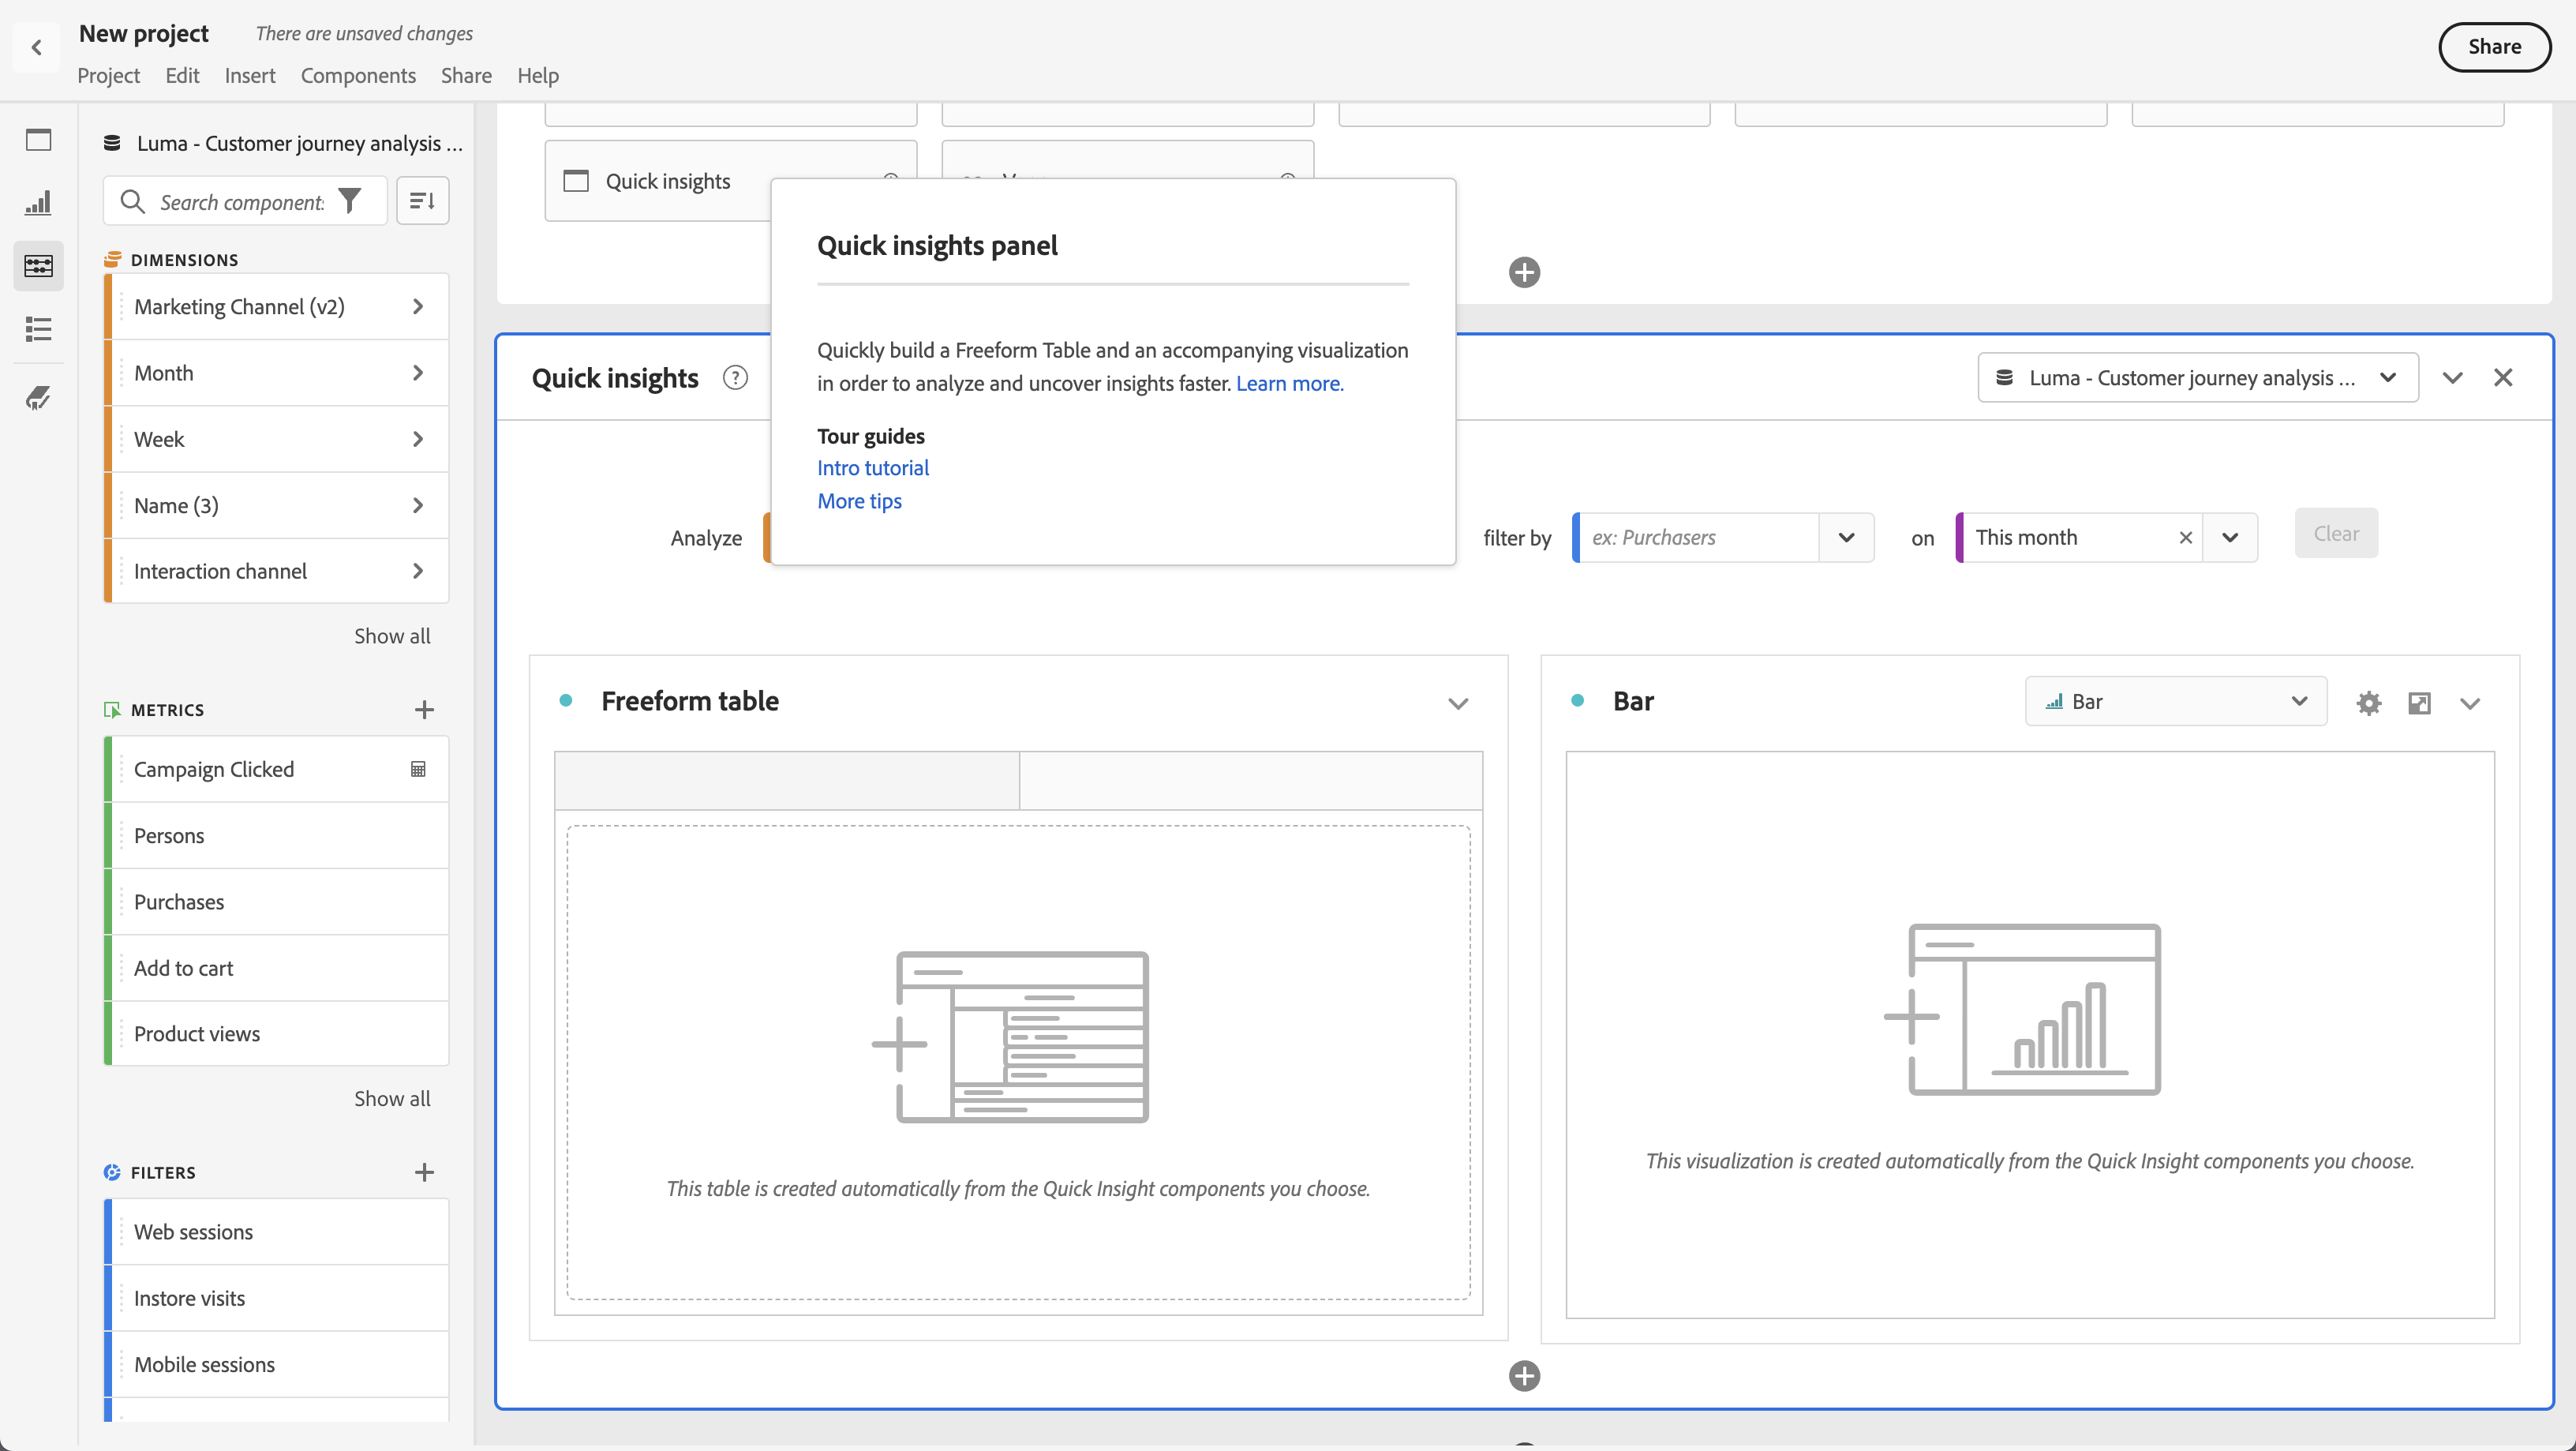 New project
There are unsaved changes
Share
Project Edit Insert Components Share Help
Luma - Customer journey analysis ...
Search component:
DIMENSIONS
Marketing Channel (v2)
Month
Week
Name (3)
Interaction channel
Show all
METRICS
Campaign Clicked
Persons
Purchases
Add to cart
Product views
Show all
FILTERS
Web sessions
Instore visits
Mobile sessions
Quick insights
Quick insights panel
Quickly build a Freeform Table and an accompanying visualization
in order to analyze and uncover insights faster. Learn more.
Tour guides
Intro tutorial
More tips
Quick insights
Luma - Customer journey analysis ...
Analyze
filter by
ex: Purchasers
on
This month
Clear
Freeform table
This table is created automatically from the Quick Insight components you choose.
Bar
Bar
This visualization is created automatically from the Quick Insight components you choose.